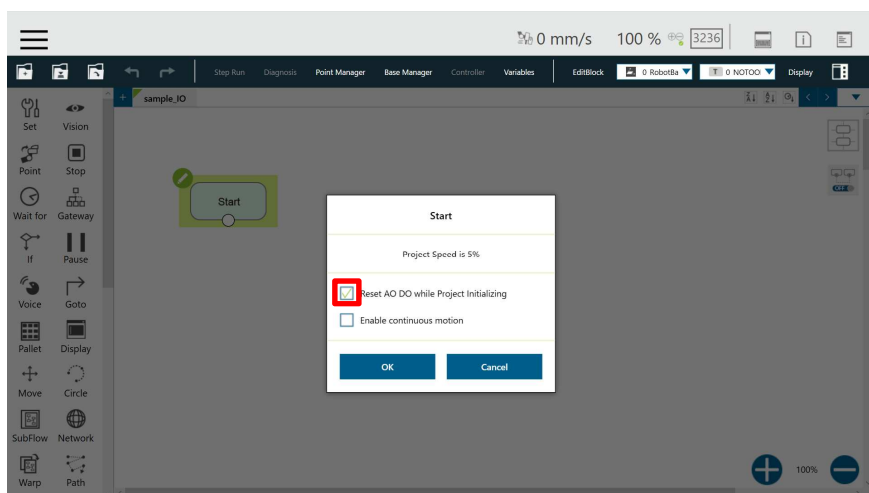 0 mm/s 100 % 3236
Step Run Diagnosis Point Manager Base Manager Controller Variables EditBlock 0 RobotBa T 0 NOTOO Display
+ sample_IO
Set Vision
Point Stop
Wait for Gateway
If Pause
Voice Goto
Pallet Display
Move Circle
SubFlow Network
Warp Path
Start
Start
Project Speed is 5%
Reset AO DO while Project Initializing
Enable continuous motion
OK Cancel
OFF
100%